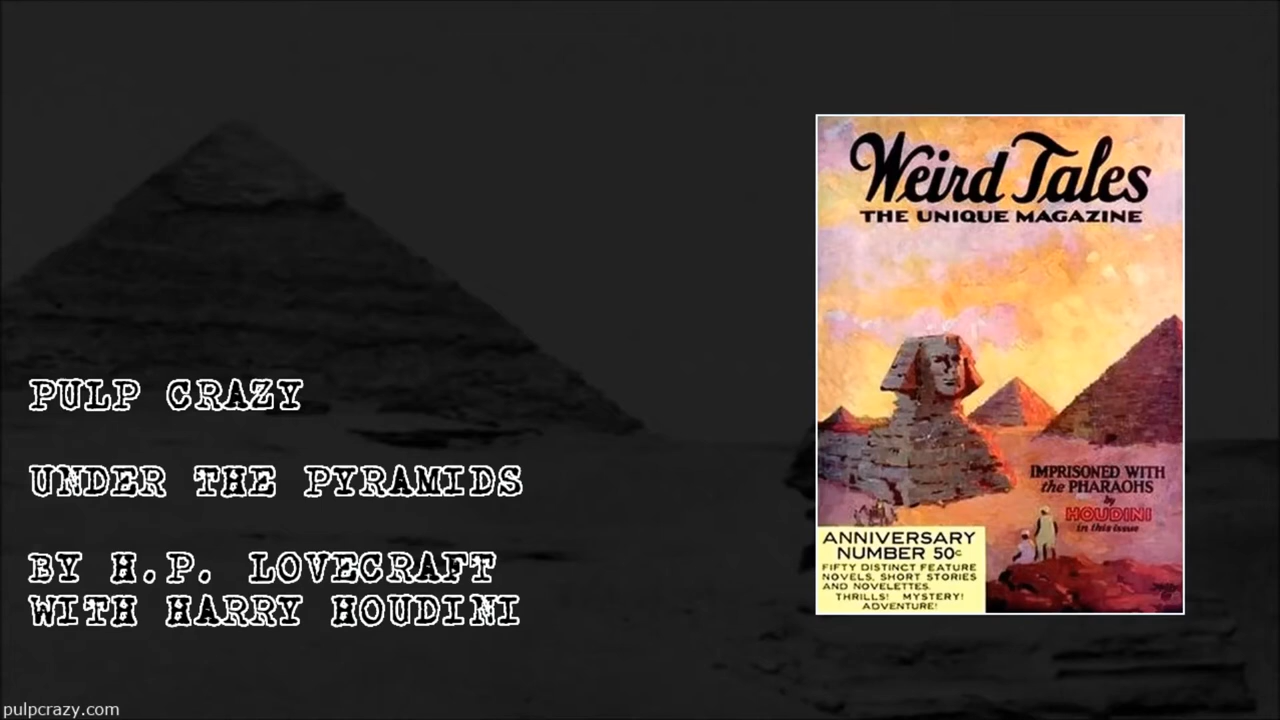 PULP CRAZY
UNDER THE PYRAMIDS
BY H.P. LOVECRAFT
WITH HARRY HOUDINI
pulpcrazy.com
Weird Tales
THE UNIQUE MAGAZINE
IMPRISONED WITH
the PHARAOHS
by
HOUDINI
in this issue
ANNIVERSARY
NUMBER 50c
FIFTY DISTINCT FEATURE
NOVELS, SHORT STORIES
AND NOVELETTES.
THRILLS! MYSTERY!
ADVENTURE!